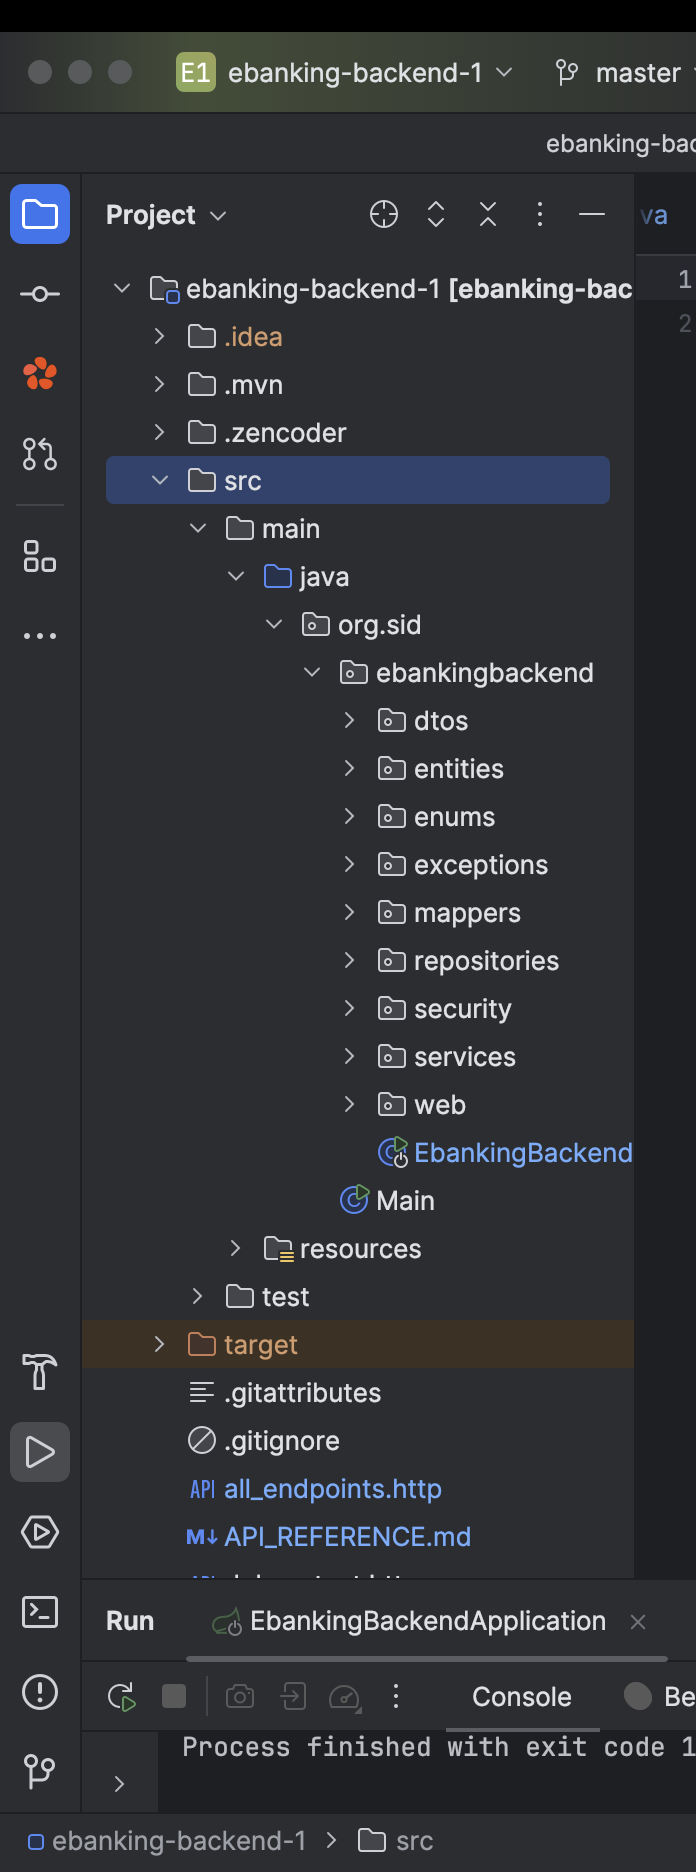 E1 ebanking-backend-1 master
ebanking-bac
Project
va
ebanking-backend-1 [ebanking-bac
1
.idea
2
.mvn
.zencoder
src
main
java
org.sid
ebankingbackend
dtos
entities
enums
exceptions
mappers
repositories
security
services
web
EbankingBackend
Main
resources
test
target
.gitattributes
.gitignore
API all_endpoints.http
M↓ API_REFERENCE.md
Run EbankingBackendApplication
Console Be
Process finished with exit code 1
ebanking-backend-1 > src